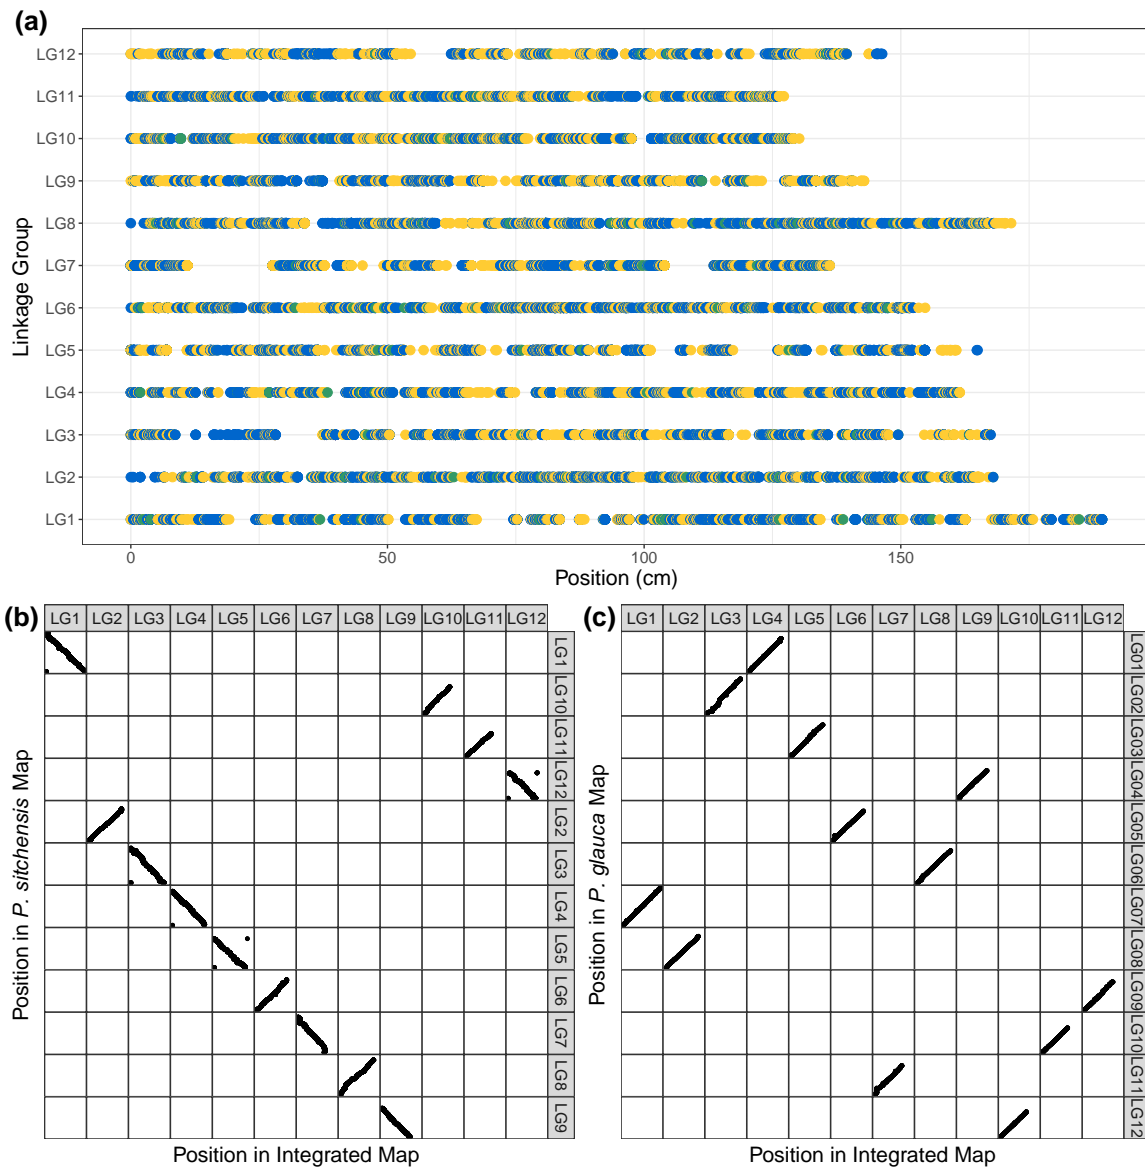 (a)
LG12
LG11
LG10
LG9
LG8
LG7
LG6
LG5
LG4
LG3
LG2
LG1
Linkage Group
0
50
100
150
Position (cm)
(b)
LG1 LG2 LG3 LG4 LG5 LG6 LG7 LG8 LG9 LG10 LG11 LG12
LG1
LG10
LG11
LG12
LG2
LG3
LG4
LG5
LG6
LG7
LG8
LG9
Position in P. sitchensis Map
Position in Integrated Map
(c)
LG1 LG2 LG3 LG4 LG5 LG6 LG7 LG8 LG9 LG10 LG11 LG12
LG01
LG02
LG03
LG04
LG05
LG06
LG07
LG08
LG09
LG10
LG11
LG12
Position in P. glauca Map
Position in Integrated Map